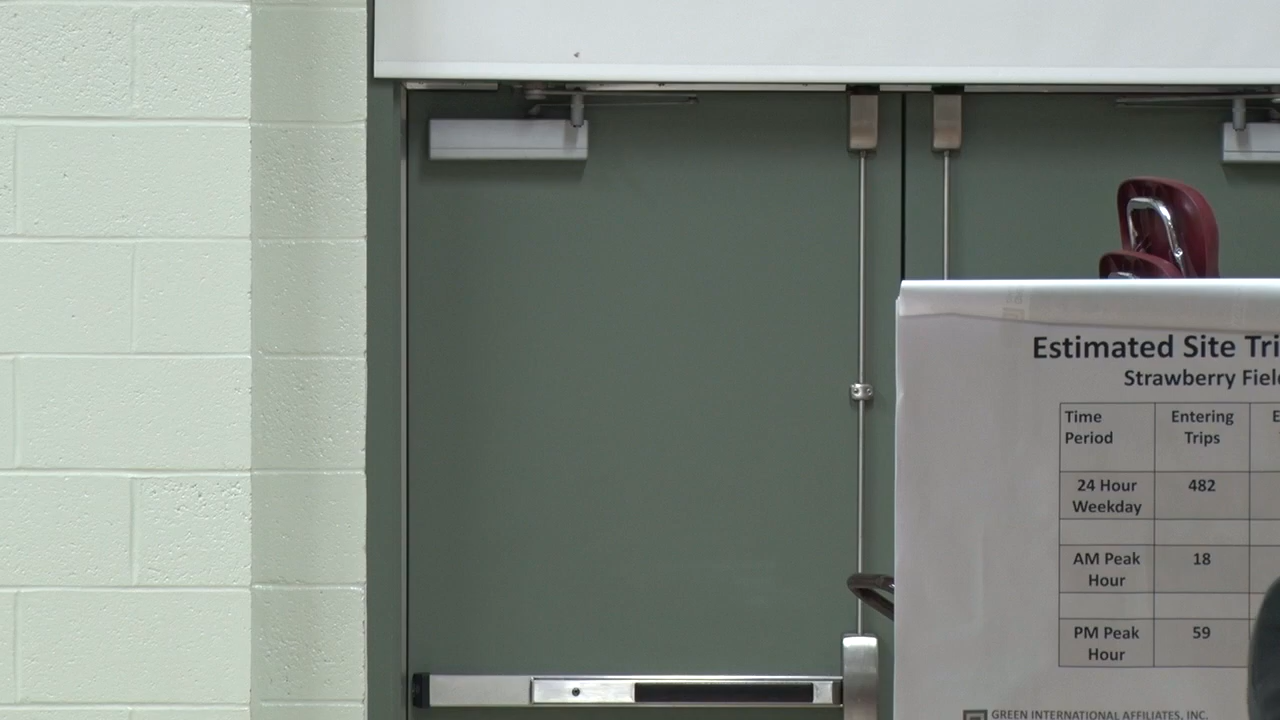 Estimated Site Tri
Strawberry Fiel
Time
Period
Entering
Trips
E
24 Hour
Weekday
482
AM Peak
Hour
18
PM Peak
Hour
59
GREEN INTERNATIONAL AFFILIATES, INC.